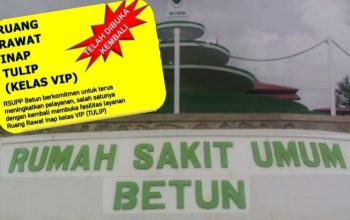 RUANG
RAWAT
INAP
TULIP
(KELAS VIP)
TELAH DIBUKA
KEMBALI
RSUPP Betun berkomitmen untuk terus
meningkatkan pelayanan, salah satunya
dengan kembali membuka fasilitas layanan
Ruang Rawat Inap kelas VIP (TULIP)
RUMAH SAKIT UMUM
BETUN